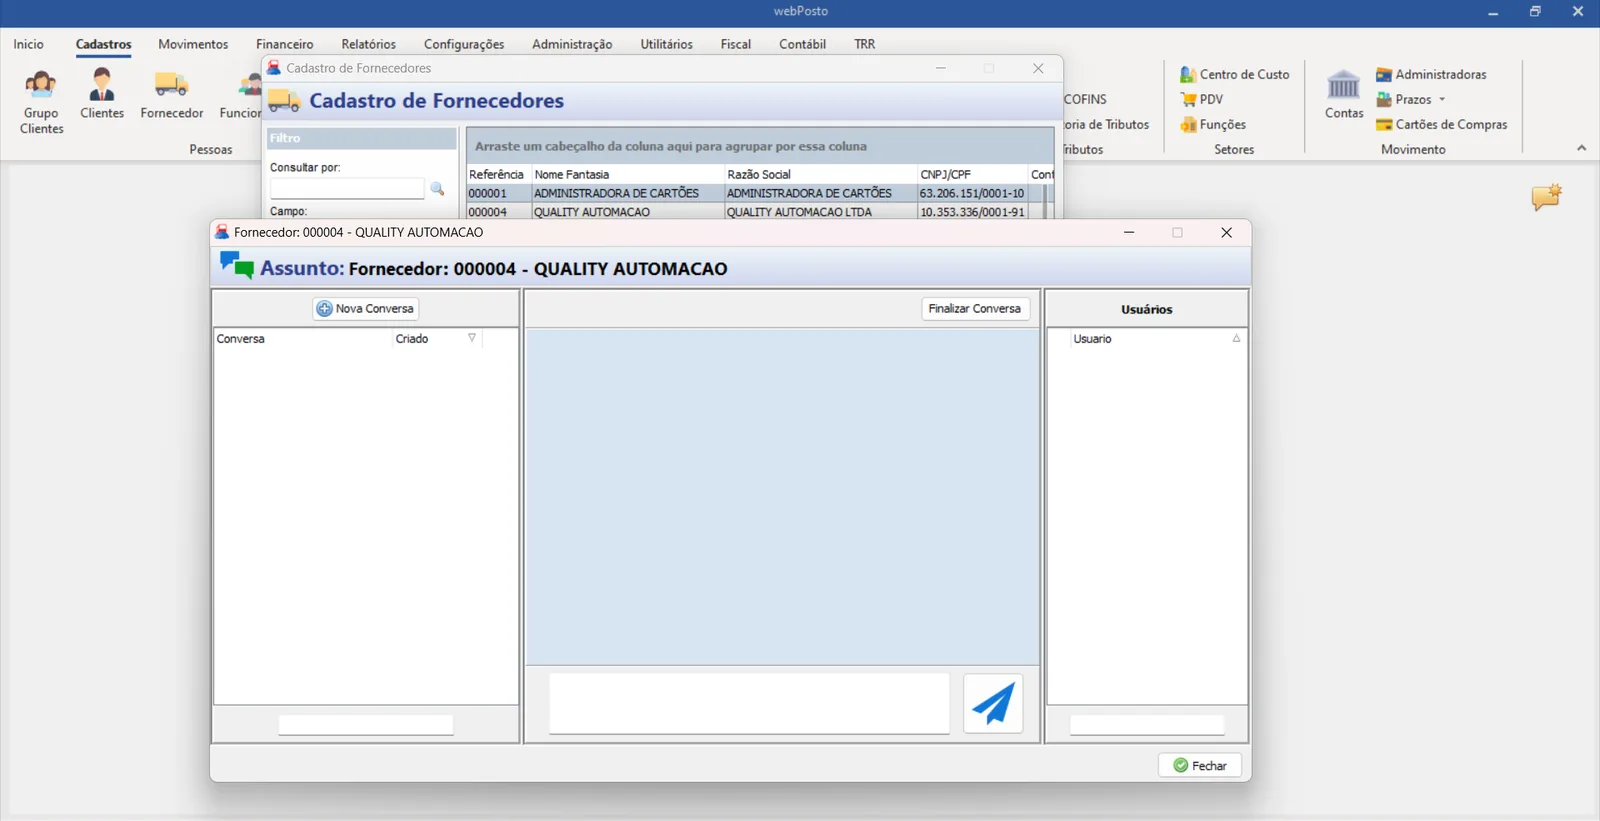 webPosto
Inicio Cadastros Movimentos Financeiro Relatórios Configurações Administração Utilitários Fiscal Contábil TRR
Grupo Clientes
Clientes
Fornecedor
Funcior
Pessoas
COFINS
oria de Tributos
ributos
Centro de Custo
PDV
Funções
Setores
Contas
Administradoras
Prazos
Cartões de Compras
Movimento
Cadastro de Fornecedores
Cadastro de Fornecedores
Filtro
Consultar por:
Campo:
Arraste um cabeçalho da coluna aqui para agrupar por essa coluna
Referência Nome Fantasia Razão Social CNPJ/CPF Cont
000001 ADMINISTRADORA DE CARTÕES ADMINISTRADORA DE CARTÕES 63.206.151/0001-10
000004 QUALITY AUTOMACAO QUALITY AUTOMACAO LTDA 10.353.336/0001-91
Fornecedor: 000004 - QUALITY AUTOMACAO
Assunto: Fornecedor: 000004 - QUALITY AUTOMACAO
Nova Conversa
Conversa Criado
Finalizar Conversa
Usuários
Usuario
Fechar